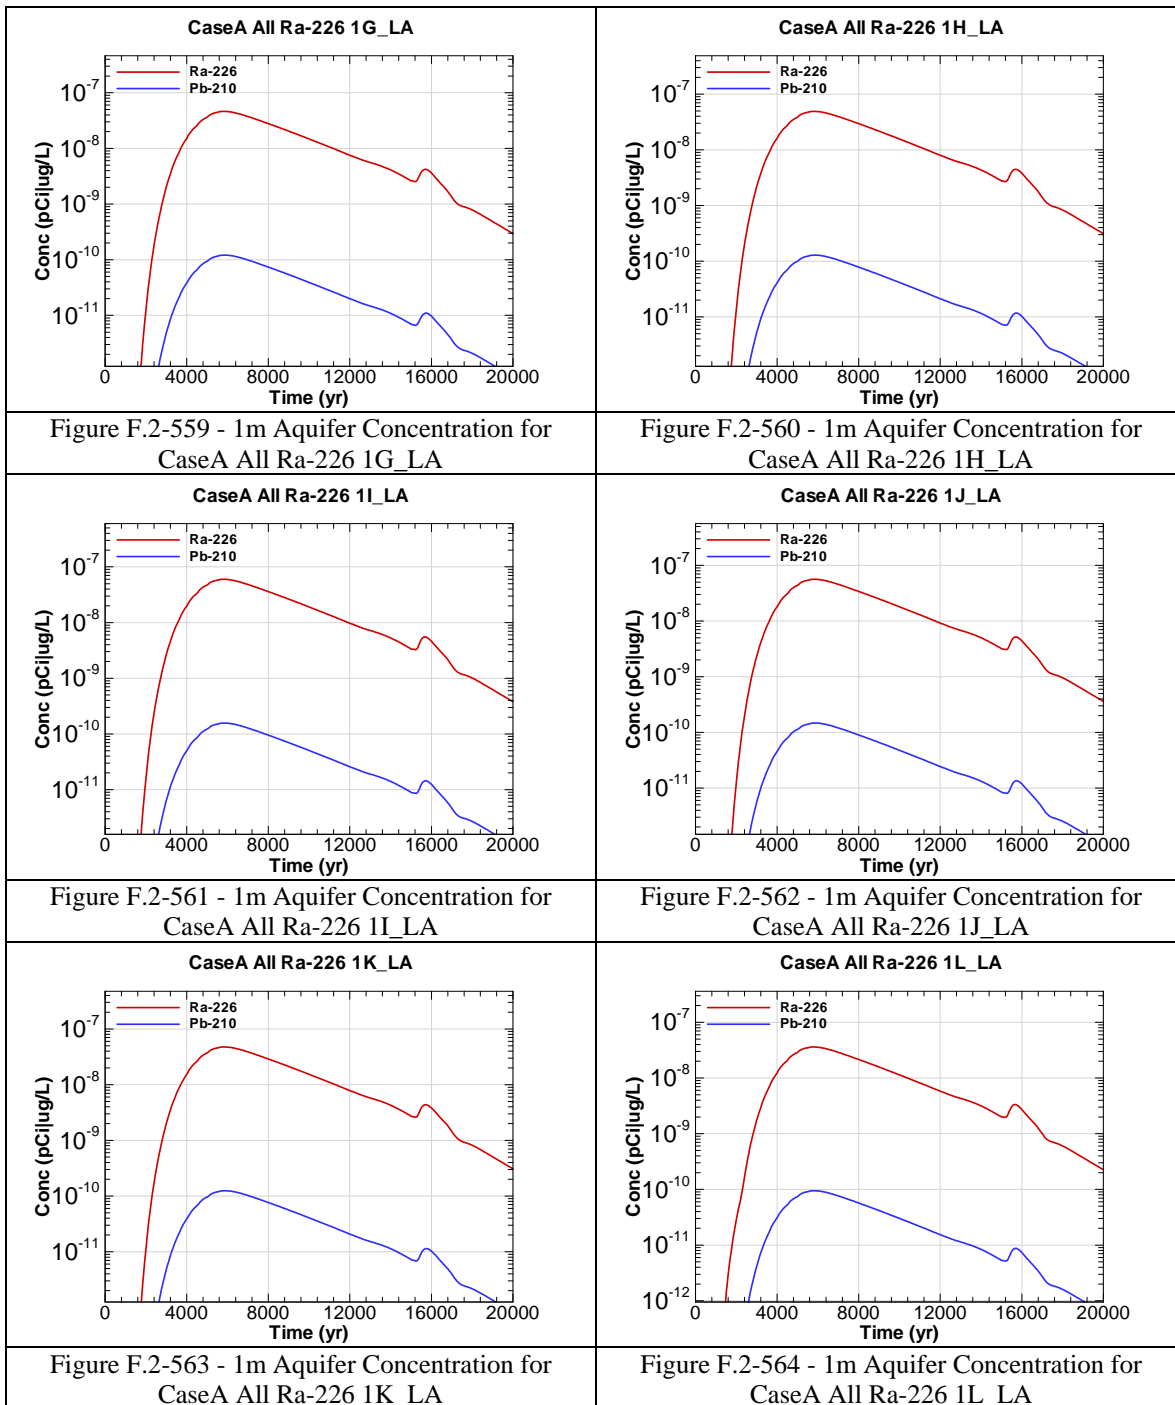 CaseA All Ra-226 1G_LA
Ra-226
Pb-210
Conc (pCi|ug/L)
10-7
10-8
10-9
10-10
10-11
0 4000 8000 12000 16000 20000
Time (yr)
Figure F.2-559 - 1m Aquifer Concentration for
CaseA All Ra-226 1G_LA
CaseA All Ra-226 1H_LA
Ra-226
Pb-210
Conc (pCi|ug/L)
10-7
10-8
10-9
10-10
10-11
0 4000 8000 12000 16000 20000
Time (yr)
Figure F.2-560 - 1m Aquifer Concentration for
CaseA All Ra-226 1H_LA
CaseA All Ra-226 1I_LA
Ra-226
Pb-210
Conc (pCi|ug/L)
10-7
10-8
10-9
10-10
10-11
0 4000 8000 12000 16000 20000
Time (yr)
Figure F.2-561 - 1m Aquifer Concentration for
CaseA All Ra-226 1I_LA
CaseA All Ra-226 1J_LA
Ra-226
Pb-210
Conc (pCi|ug/L)
10-7
10-8
10-9
10-10
10-11
0 4000 8000 12000 16000 20000
Time (yr)
Figure F.2-562 - 1m Aquifer Concentration for
CaseA All Ra-226 1J_LA
CaseA All Ra-226 1K_LA
Ra-226
Pb-210
Conc (pCi|ug/L)
10-7
10-8
10-9
10-10
10-11
0 4000 8000 12000 16000 20000
Time (yr)
Figure F.2-563 - 1m Aquifer Concentration for
CaseA All Ra-226 1K_LA
CaseA All Ra-226 1L_LA
Ra-226
Pb-210
Conc (pCi|ug/L)
10-7
10-8
10-9
10-10
10-11
10-12
0 4000 8000 12000 16000 20000
Time (yr)
Figure F.2-564 - 1m Aquifer Concentration for
CaseA All Ra-226 1L_LA